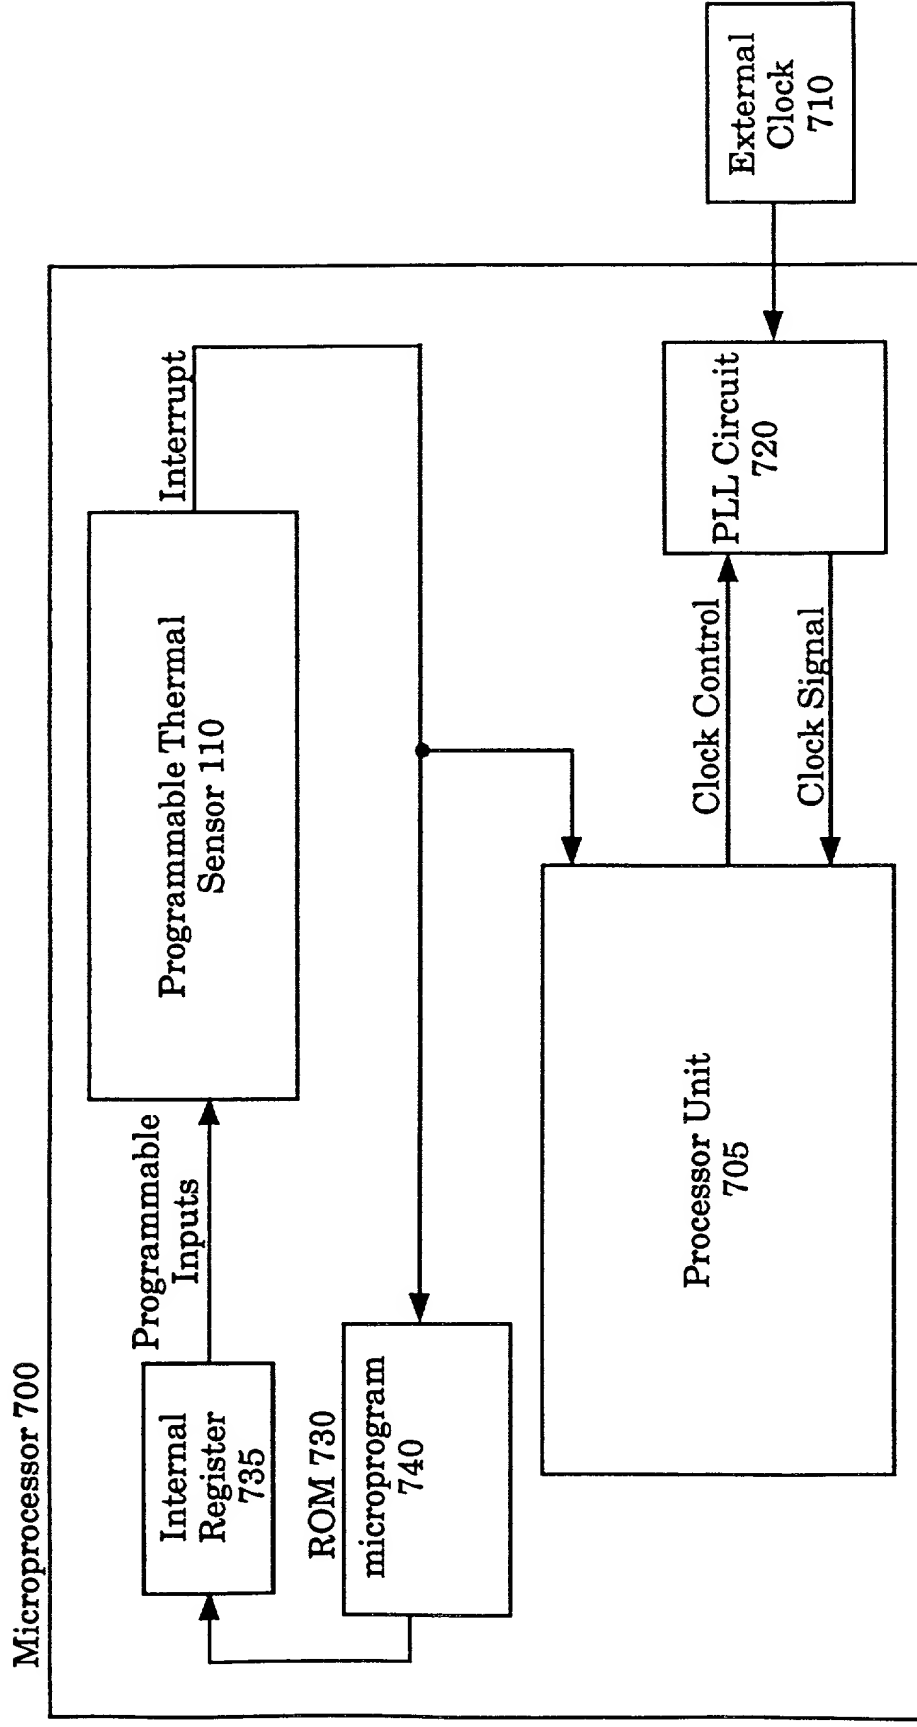 Microprocessor 700
Internal
Register
735
Programmable
Inputs
Programmable Thermal
Sensor 110
Interrupt
ROM 730
microprogram
740
Processor Unit
705
Clock Control
Clock Signal
PLL Circuit
720
External
Clock
710